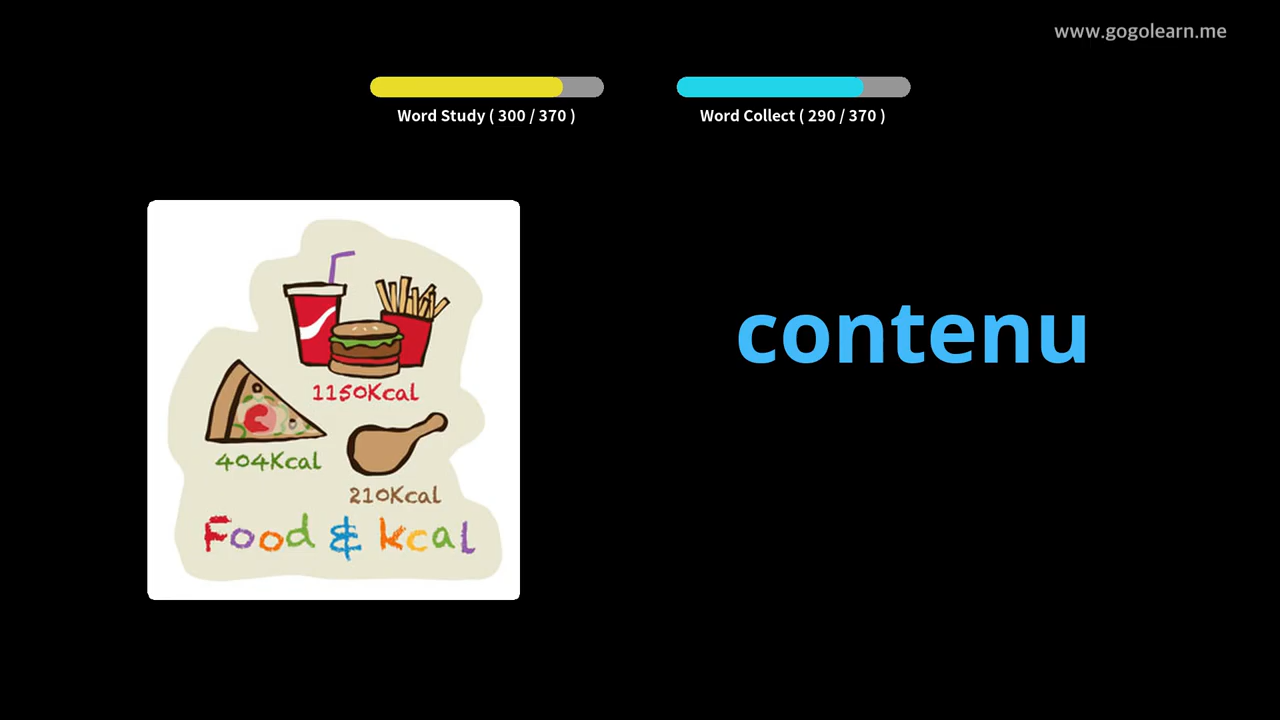 www.gogolearn.me
Word Study ( 300 / 370 )
Word Collect ( 290 / 370 )
1150Kcal
404Kcal
210Kcal
Food & kcal
contenu